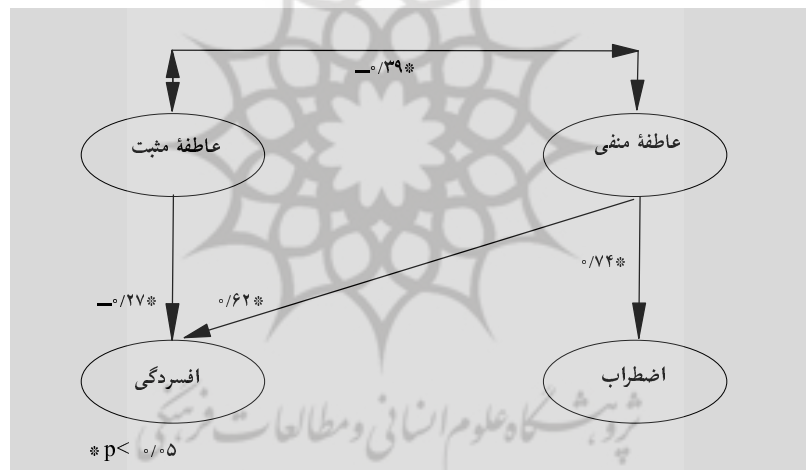 —۰/۳۹*
عاطفهٔ منفی
عاطفهٔ مثبت
۰/۷۴*
۰/۶۲*
—۰/۲۷*
اضطراب
افسردگی
پژوهشگاه علوم انسانی و مطالعات فرهنگی
* p< ۰/۰۵